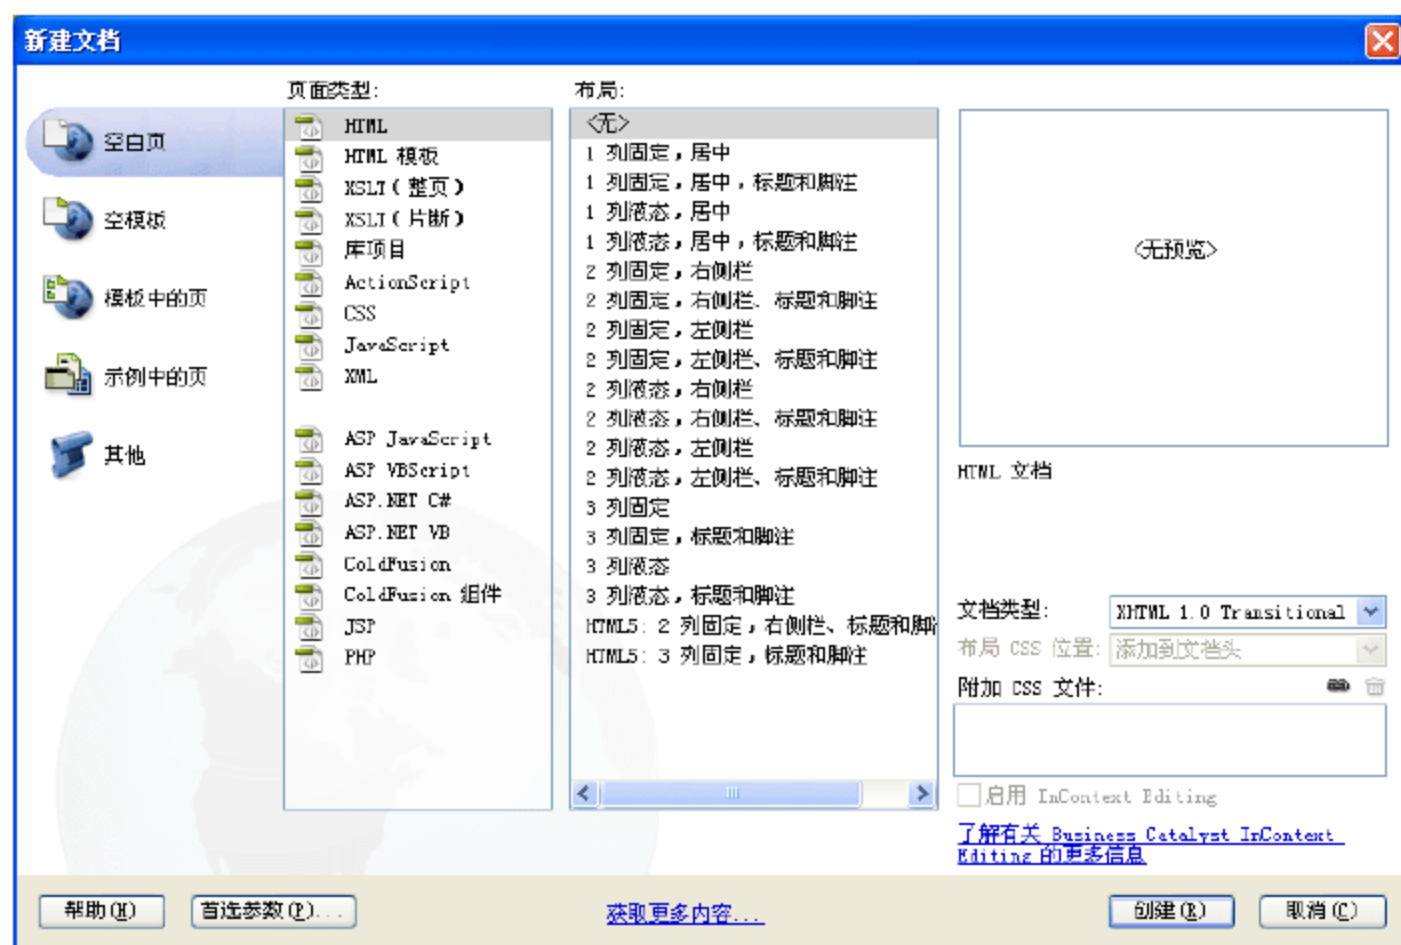 新建文档
空白页
空模板
模板中的页
示例中的页
其他
页面类型:
HTML
HTML 模板
XSLT（整页）
XSLT（片断）
库项目
ActionScript
CSS
JavaScript
XML
ASP JavaScript
ASP VBScript
ASP.NET C#
ASP.NET VB
ColdFusion
ColdFusion 组件
JSP
PHP
布局:
<无>
1 列固定，居中
1 列固定，居中，标题和脚注
1 列液态，居中
1 列液态，居中，标题和脚注
2 列固定，右侧栏
2 列固定，右侧栏、标题和脚注
2 列固定，左侧栏
2 列固定，左侧栏、标题和脚注
2 列液态，右侧栏
2 列液态，右侧栏、标题和脚注
2 列液态，左侧栏
2 列液态，左侧栏、标题和脚注
3 列固定
3 列固定，标题和脚注
3 列液态
3 列液态，标题和脚注
HTML5: 2 列固定，右侧栏、标题和脚
HTML5: 3 列固定，标题和脚注
<无预览>
HTML 文档
文档类型: XHTML 1.0 Transitional
布局 CSS 位置: 添加到文档头
附加 CSS 文件:
启用 InContext Editing
了解有关 Business Catalyst InContext
Editing 的更多信息
帮助(H) 首选参数(P)... 获取更多内容... 创建(R) 取消(C)